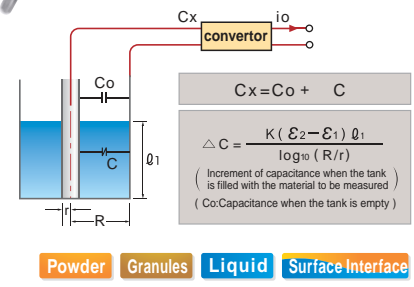 Cx io
convertor
Co
C
ℓ1
r
R
Cx=Co + C
△C = K ( ε2−ε1 ) ℓ1 / log10 ( R/r )
( Increment of capacitance when the tank
is filled with the material to be measured )
( Co:Capacitance when the tank is empty )
Powder Granules Liquid Surface Interface